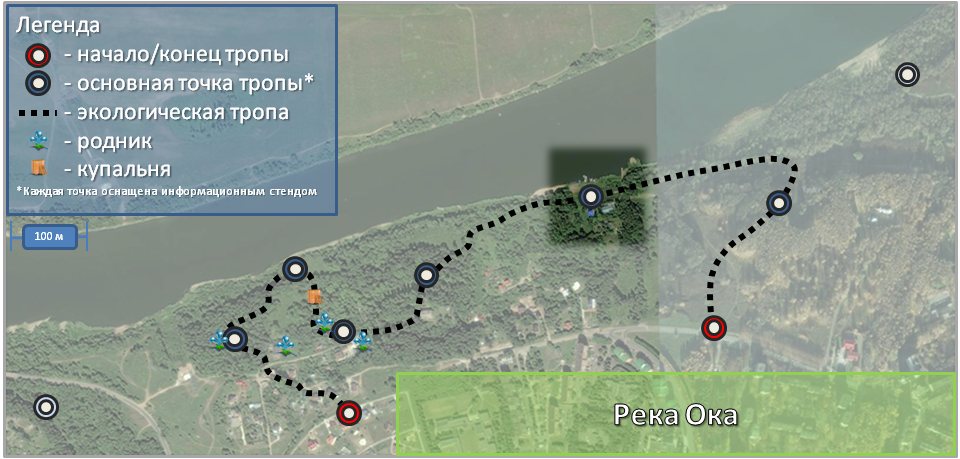 Легенда
- начало/конец тропы
- основная точка тропы*
- экологическая тропа
- родник
- купальня
*Каждая точка оснащена информационным стендом
100 м
Река Ока